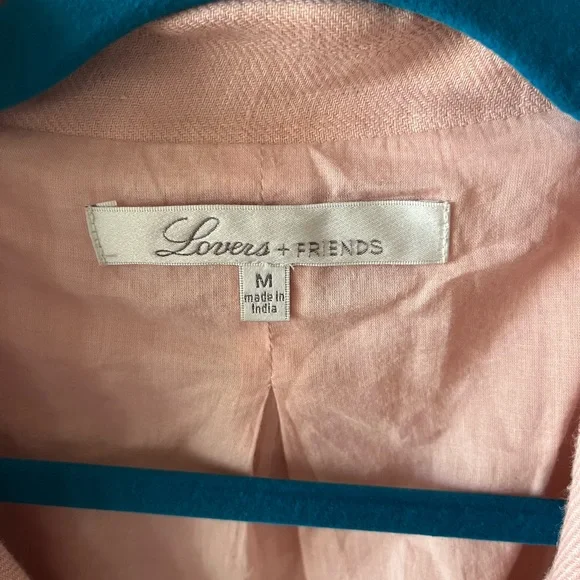 Lovers + FRIENDS
M
made in
India